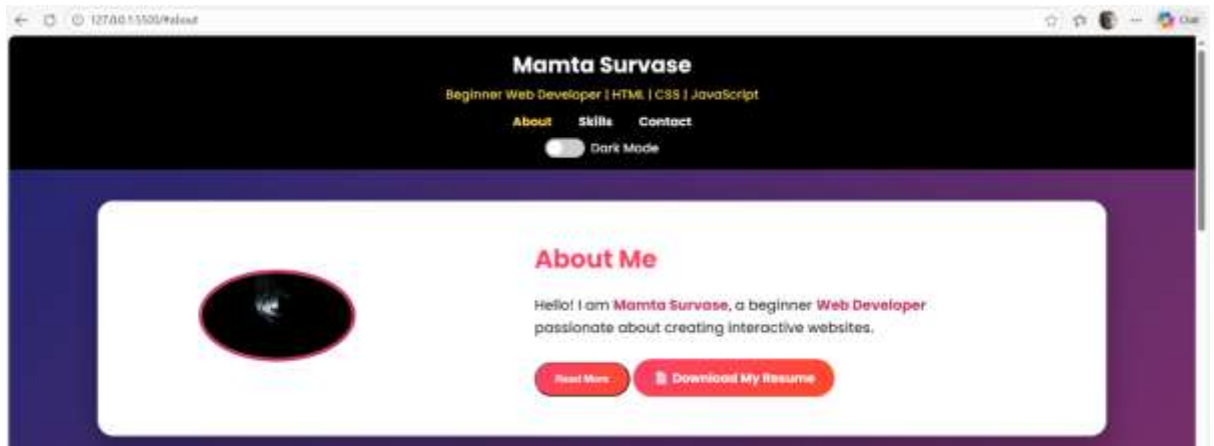 127.0.0.1:5500/#about
Chat
Mamta Survase
Beginner Web Developer | HTML | CSS | JavaScript
About Skills Contact
Dark Mode
About Me
Hello! I am Mamta Survase, a beginner Web Developer
passionate about creating interactive websites.
Read More
Download My Resume